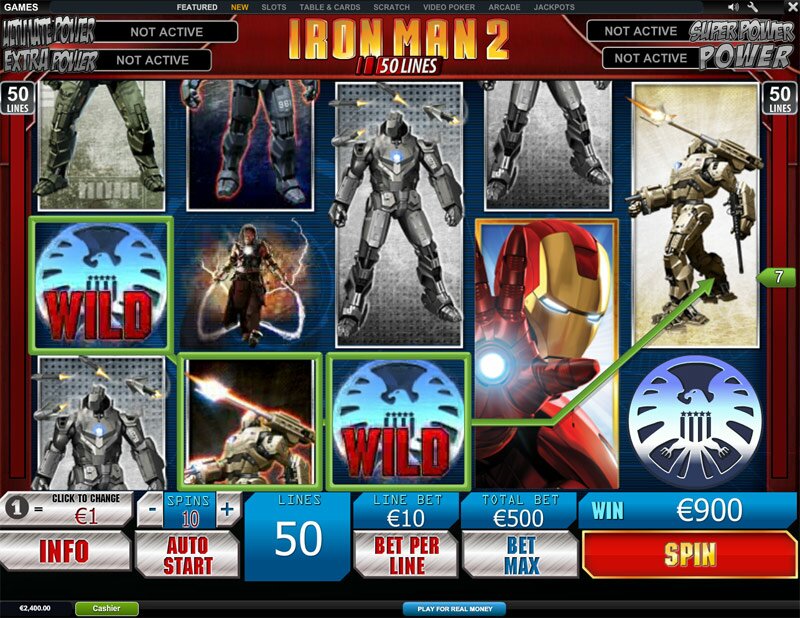 GAMES FEATURED NEW SLOTS TABLE & CARDS SCRATCH VIDEO POKER ARCADE JACKPOTS
ULTIMATE POWER NOT ACTIVE
EXTRA POWER NOT ACTIVE
IRON MAN 2
50 LINES
NOT ACTIVE SUPER POWER
NOT ACTIVE POWER
50
LINES
50
LINES
WILD
7
WILD
1 = CLICK TO CHANGE
€1
- SPINS +
10
LINES
50
LINE BET
€10
TOTAL BET
€500
WIN €900
INFO
AUTO
START
BET PER
LINE
BET
MAX
SPIN
€2,400.00
Cashier
PLAY FOR REAL MONEY